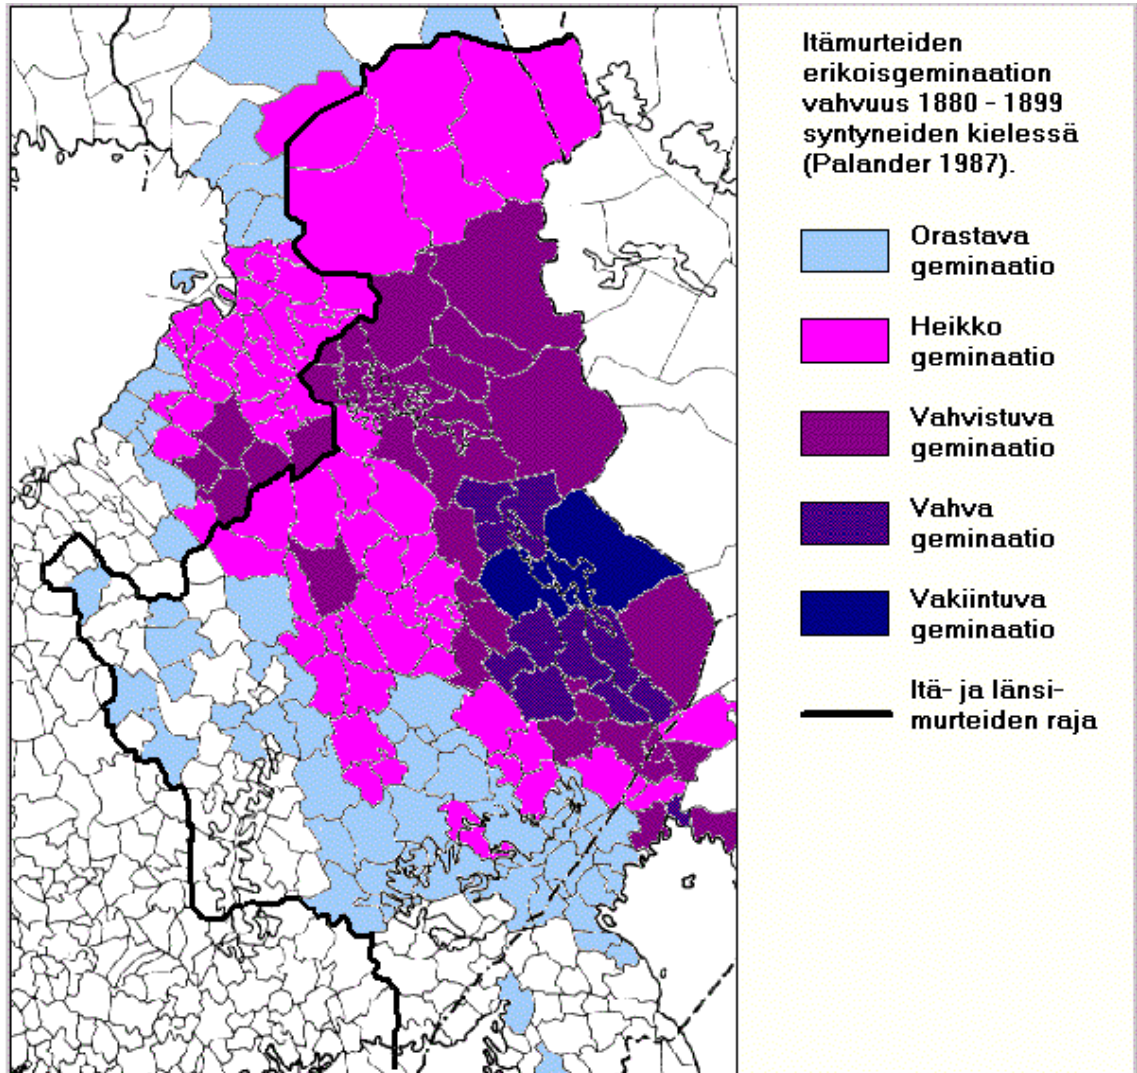 Itämurteiden
erikoisgeminaation
vahvuus 1880 - 1899
syntyneiden kielessä
(Palander 1987).
Orastava
geminaatio
Heikko
geminaatio
Vahvistuva
geminaatio
Vahva
geminaatio
Vakiintuva
geminaatio
Itä- ja länsi-
murteiden raja